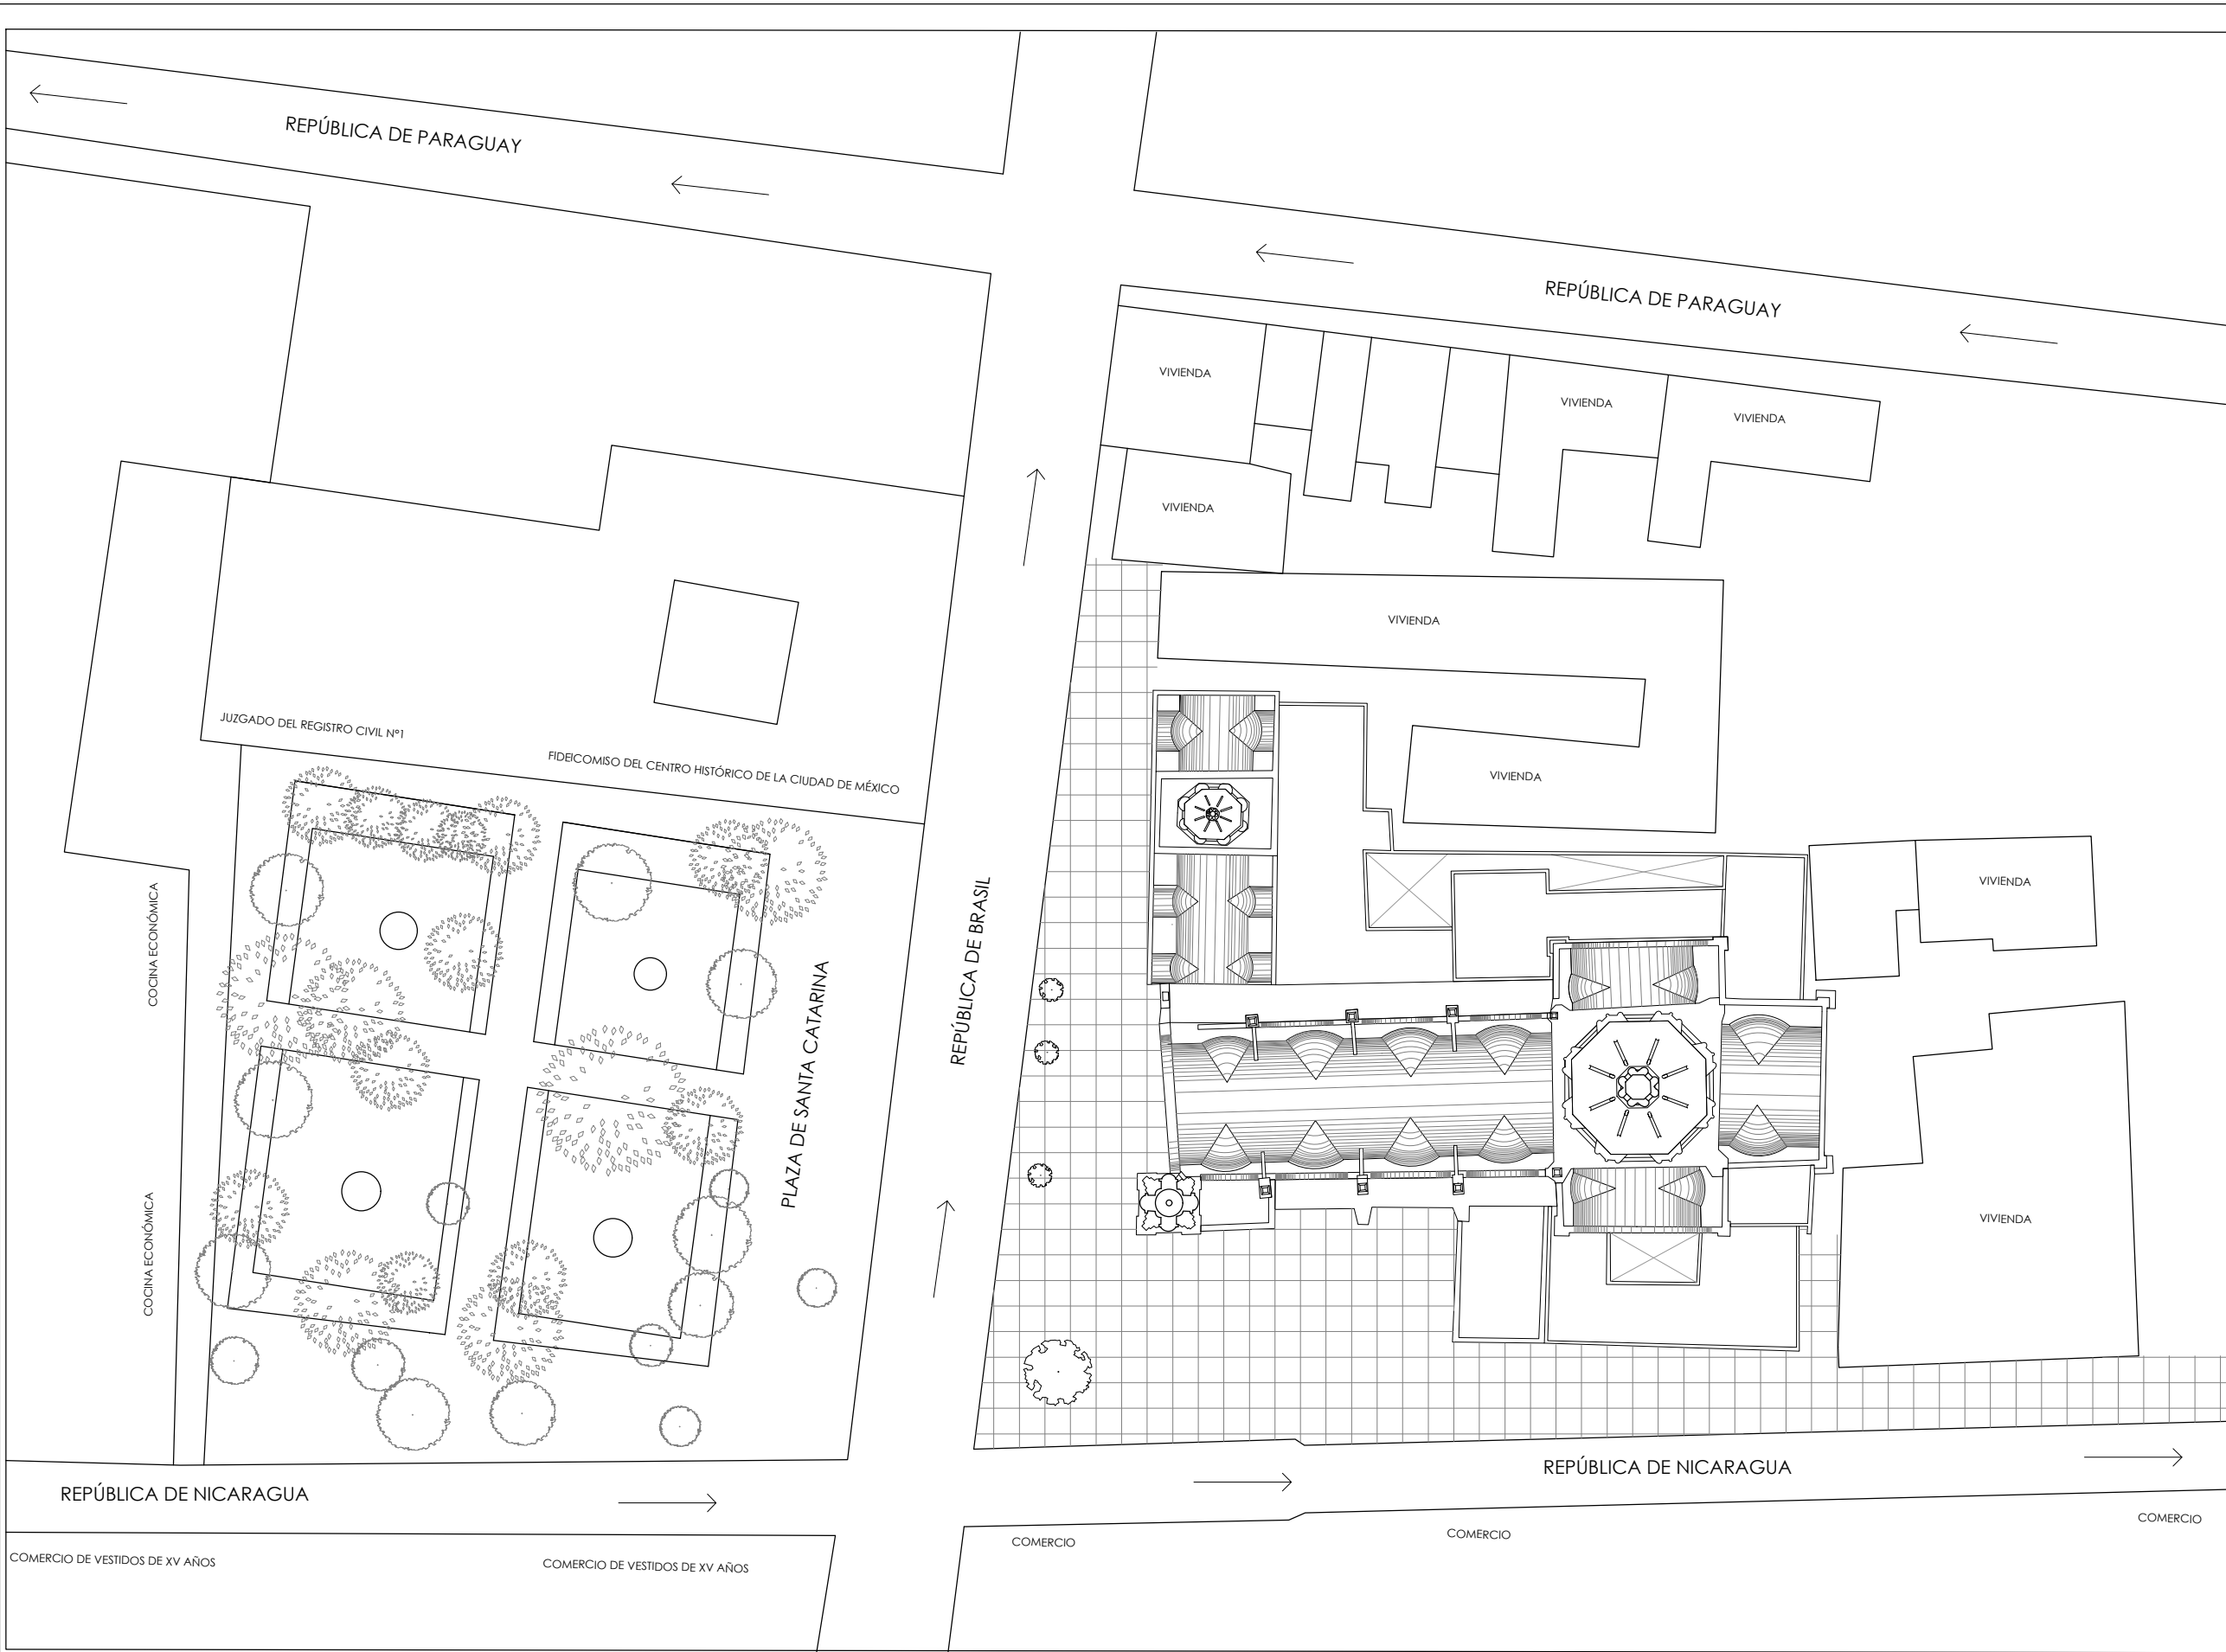 REPÚBLICA DE PARAGUAY
REPÚBLICA DE PARAGUAY
VIVIENDA
VIVIENDA
VIVIENDA
VIVIENDA
VIVIENDA
JUZGADO DEL REGISTRO CIVIL Nº1
FIDEICOMISO DEL CENTRO HISTÓRICO DE LA CIUDAD DE MÉXICO
VIVIENDA
VIVIENDA
COCINA ECONÓMICA
REPÚBLICA DE BRASIL
PLAZA DE SANTA CATARINA
COCINA ECONÓMICA
VIVIENDA
REPÚBLICA DE NICARAGUA
REPÚBLICA DE NICARAGUA
COMERCIO
COMERCIO
COMERCIO
COMERCIO DE VESTIDOS DE XV AÑOS
COMERCIO DE VESTIDOS DE XV AÑOS